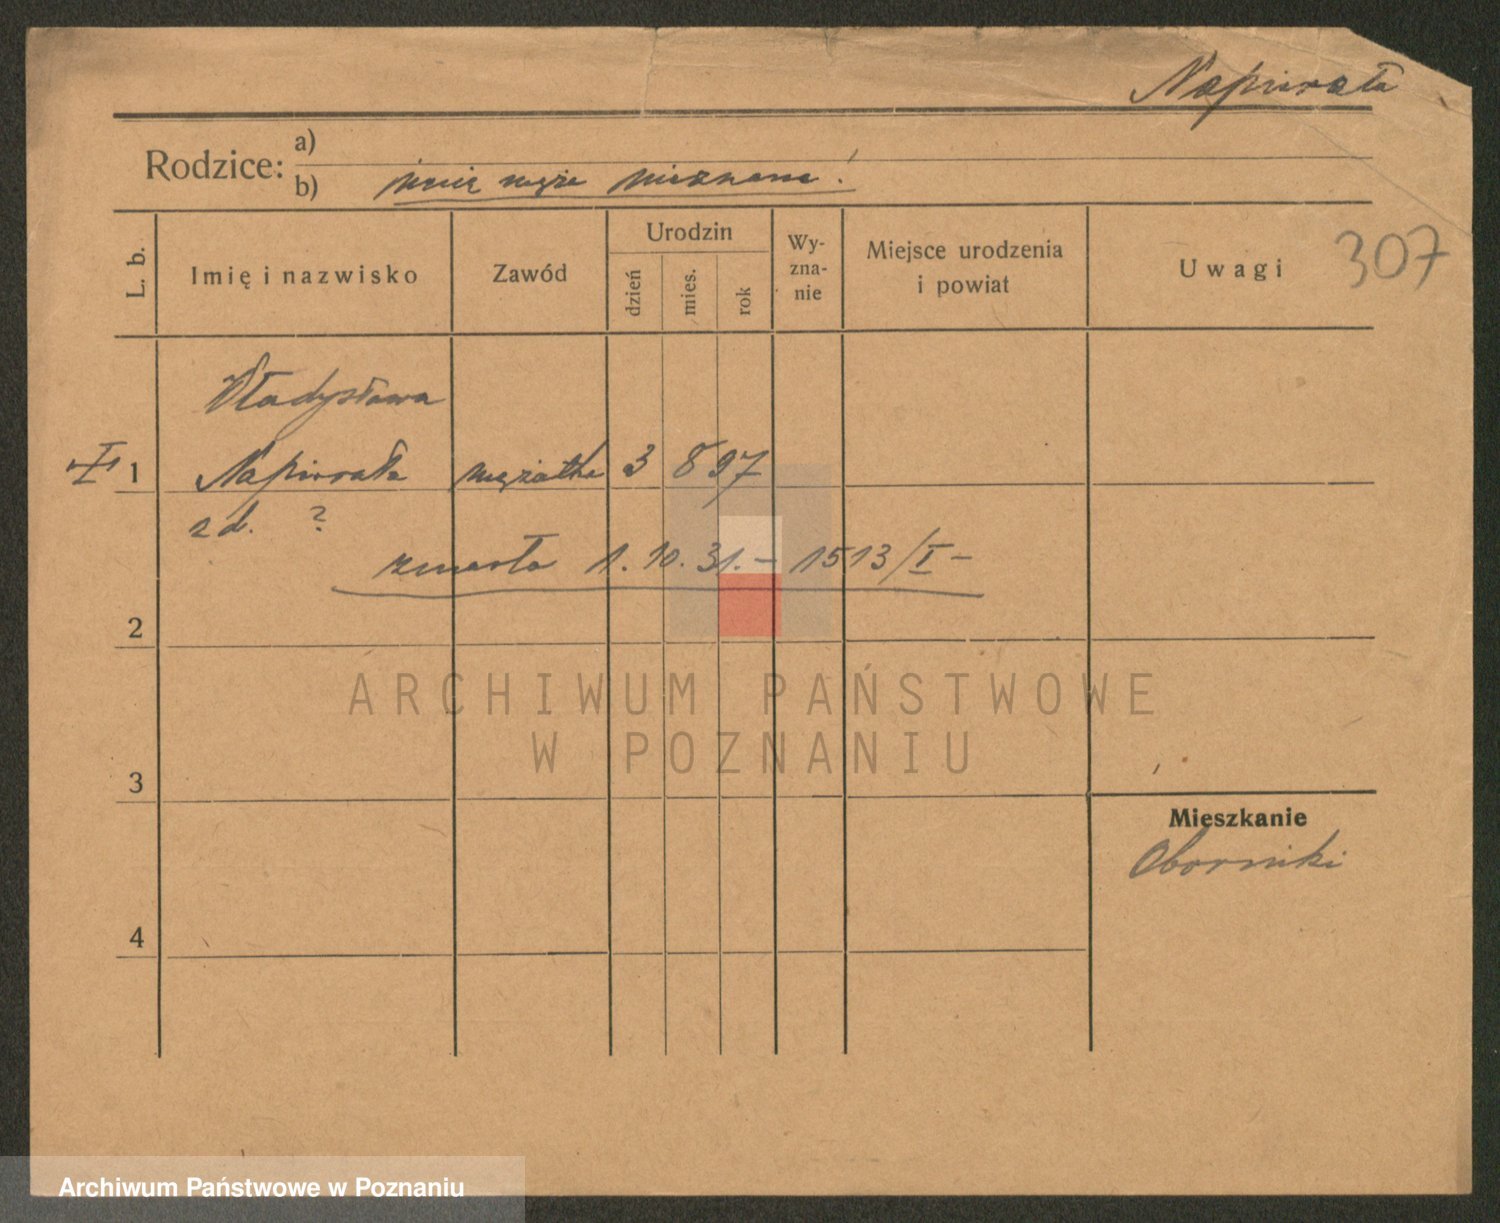 Napierała
Rodzice: a)
b) imię męża nieznane!
L. b. Imię i nazwisko Zawód Urodzin dzień mies. rok Wy-zna-nie Miejsce urodzenia i powiat Uwagi 307
Władysława
1 Napierała mężatka 3 8 97
z d. ?
zmarła 1. 10. 31. – 1513/I –
2
ARCHIWUM PAŃSTWOWE
W POZNANIU
3
Mieszkanie
Oborniki
4
Archiwum Państwowe w Poznaniu